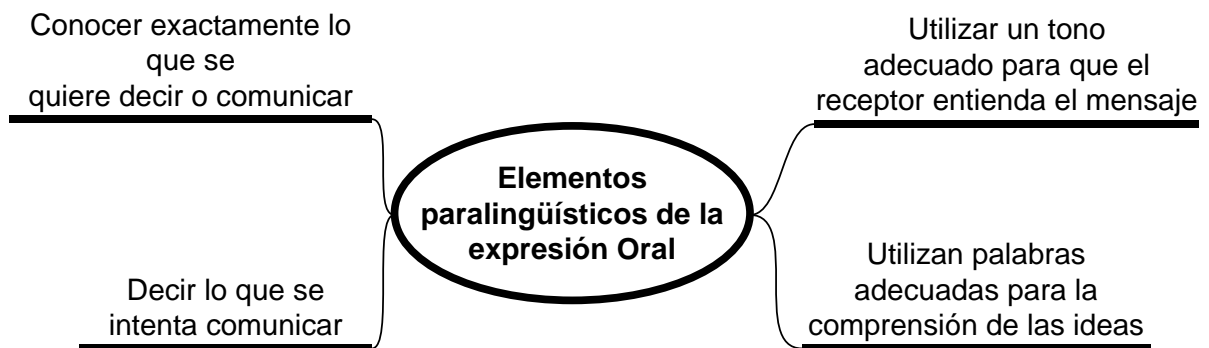 Conocer exactamente lo
que se
quiere decir o comunicar
Utilizar un tono
adecuado para que el
receptor entienda el mensaje
Elementos
paralingüísticos de la
expresión Oral
Decir lo que se
intenta comunicar
Utilizan palabras
adecuadas para la
comprensión de las ideas